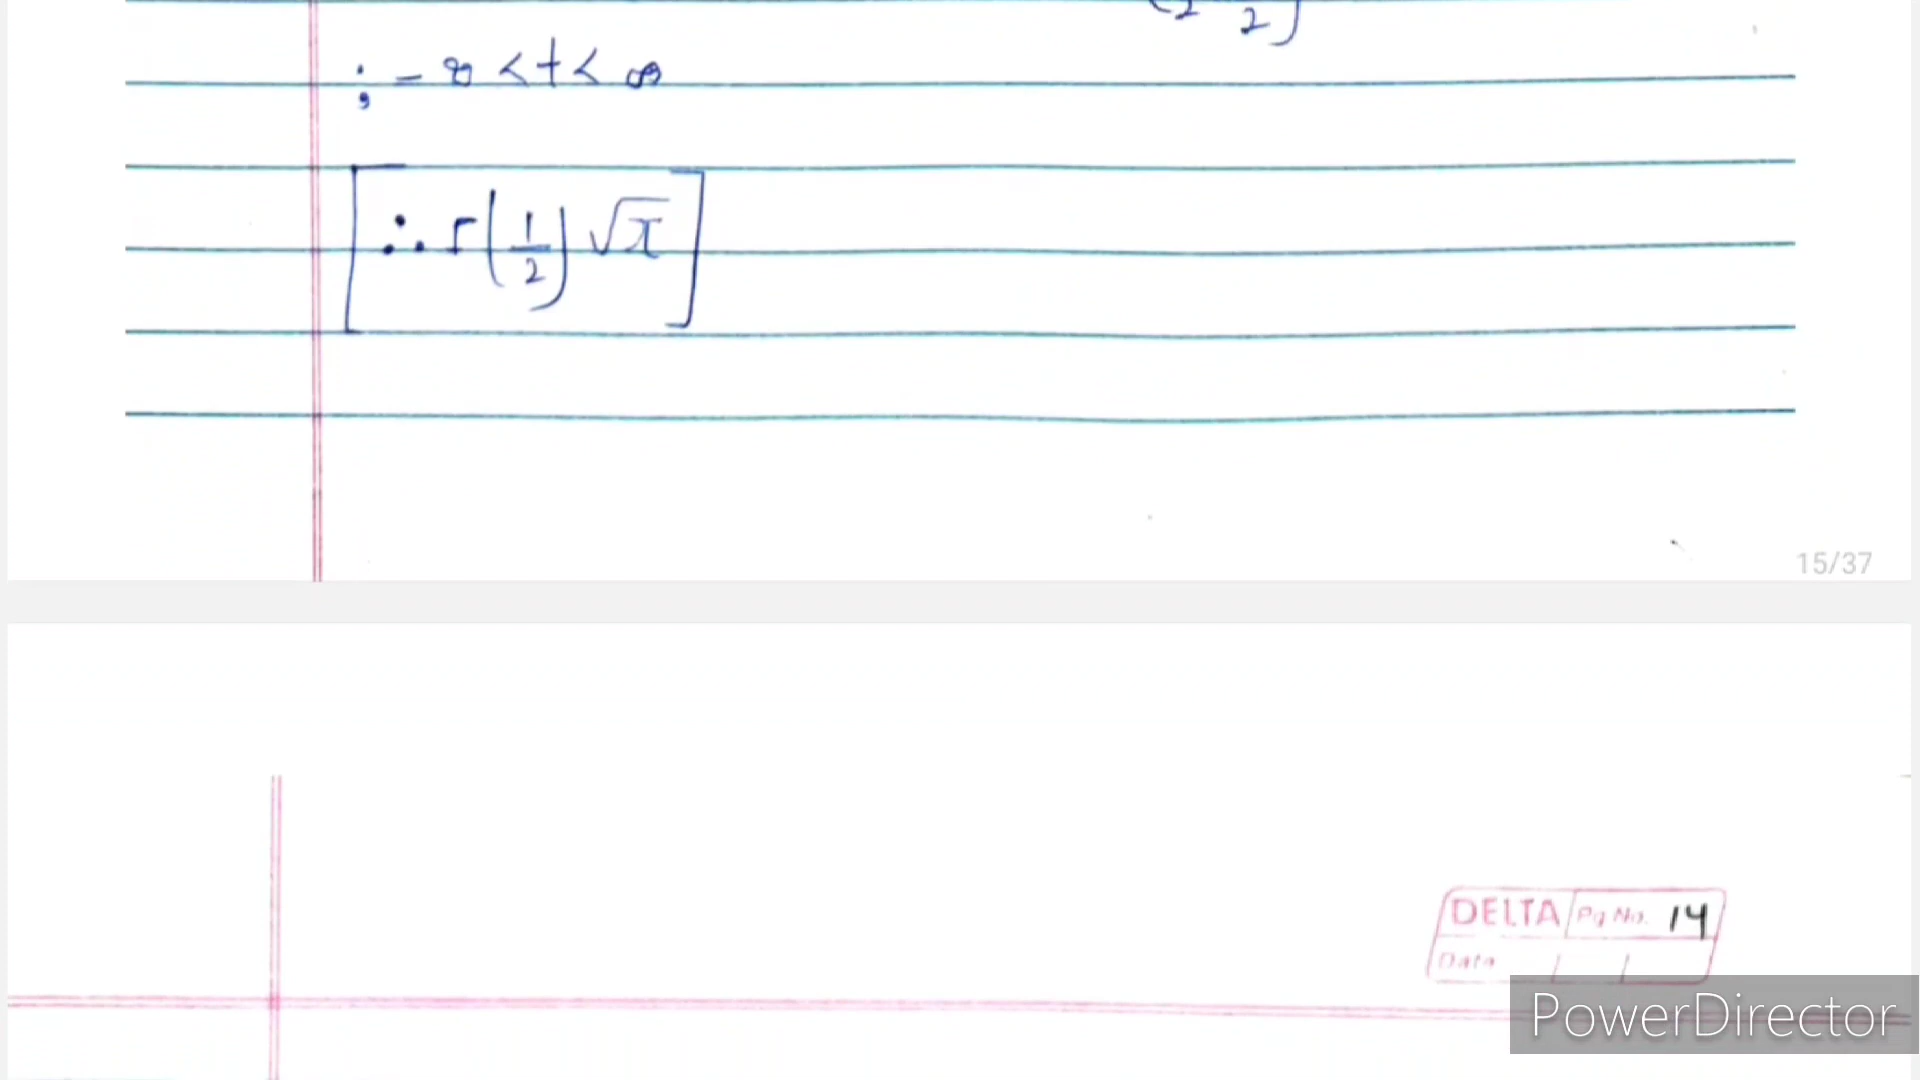 ; - ∞ < t < ∞
[∴ Γ(1/2) √π]
15/37
DELTA Pg No. 14
Date / /
PowerDirector